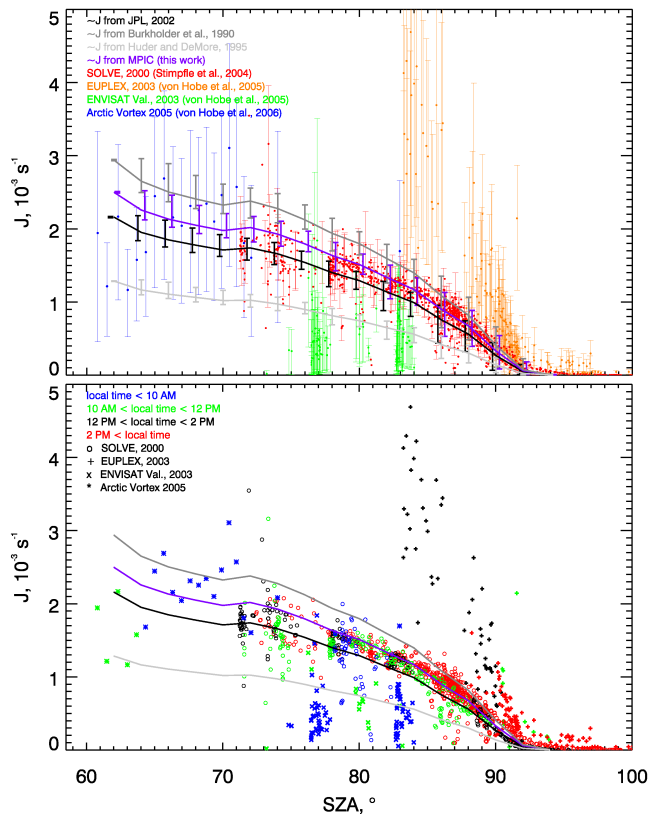 5
~J from JPL, 2002
~J from Burkholder et al., 1990
~J from Huder and DeMore, 1995
~J from MPIC (this work)
SOLVE, 2000 (Stimpfle et al., 2004)
EUPLEX, 2003 (von Hobe et al., 2005)
ENVISAT Val., 2003 (von Hobe et al., 2005)
Arctic Vortex 2005 (von Hobe et al., 2006)
4
3
J, 10⁻³ s⁻¹
2
1
0
5
local time < 10 AM
10 AM < local time < 12 PM
12 PM < local time < 2 PM
2 PM < local time
SOLVE, 2000
EUPLEX, 2003
ENVISAT Val., 2003
Arctic Vortex 2005
4
3
J, 10⁻³ s⁻¹
2
1
0
60 70 80 90 100
SZA, °